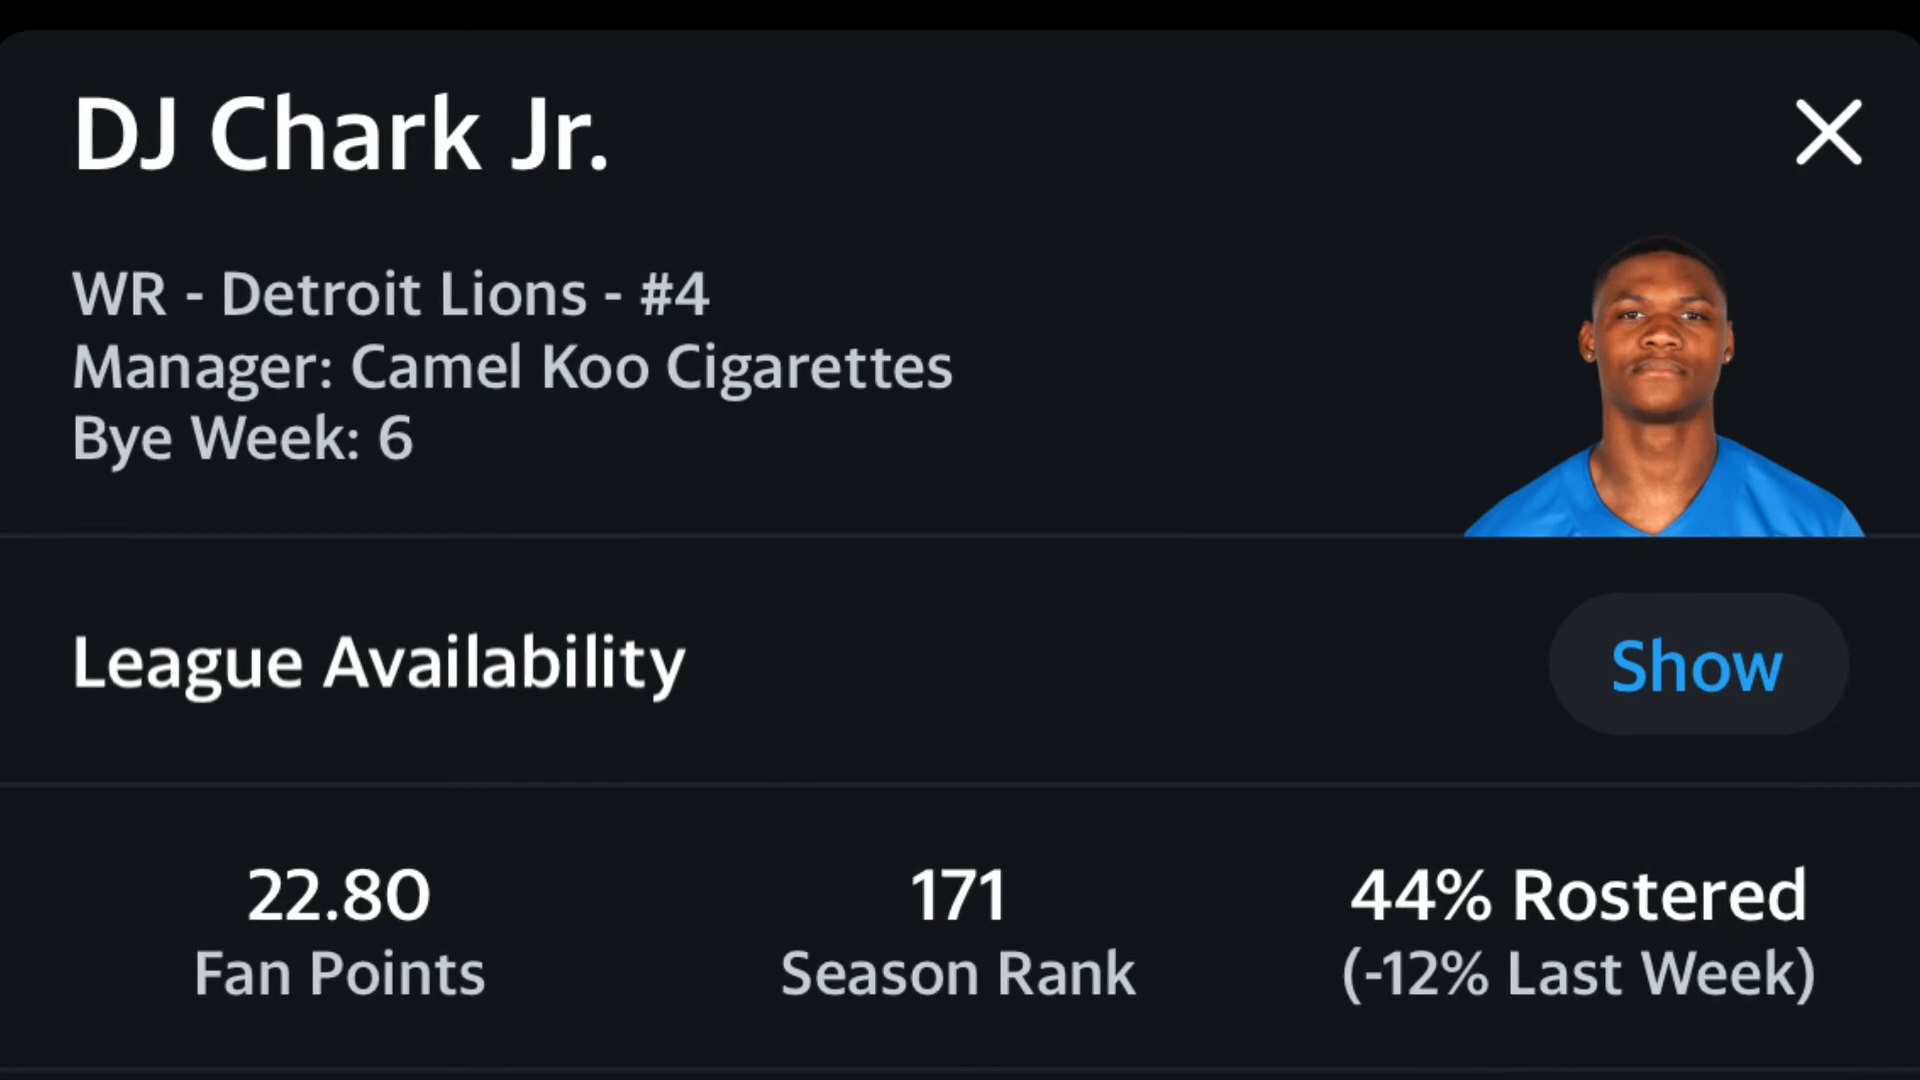 DJ Chark Jr.
WR - Detroit Lions - #4
Manager: Camel Koo Cigarettes
Bye Week: 6
League Availability
Show
22.80
Fan Points
171
Season Rank
44% Rostered
(-12% Last Week)